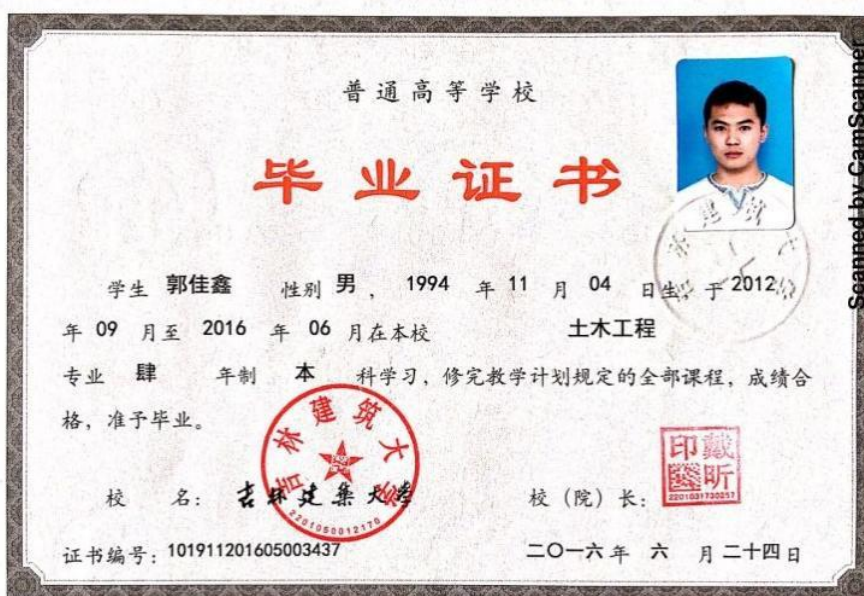 普通高等学校
毕业证书
学生 郭佳鑫 性别 男 ， 1994 年 11 月 04 日生，于 2012
年 09 月至 2016 年 06 月在本校 土木工程
专业 肆 年制 本 科学习，修完教学计划规定的全部课程，成绩合
格，准予毕业。
校 名：吉林建筑大学 校（院）长：
吉林建筑大学
2201050012170
戴昕印
2201031730257
证书编号：101911201605003437 二〇一六年 六 月二十四日
Scanned by CamScanner